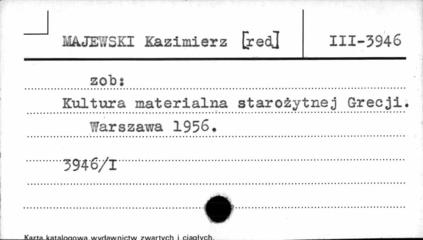 MAJEWSKI Kazimierz [red]
III-3946
zob:
Kultura materialna starożytnej Grecji.
Warszawa 1956.
3946/I
Karta katalogowa wydawnictw zwartych i ciągłych.